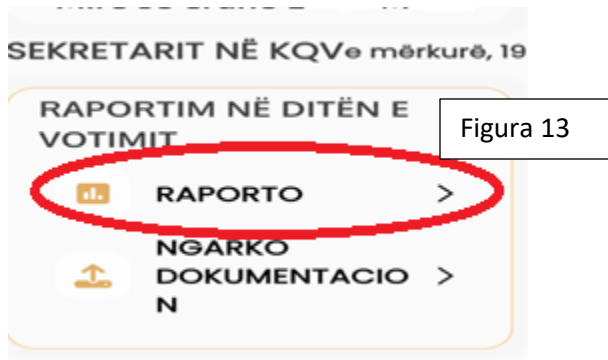 SEKRETARIT NË KQVe mërkurë, 19
RAPORTIM NË DITËN E
VOTIMIT
Figura 13
RAPORTO >
NGARKO
DOKUMENTACIO >
N